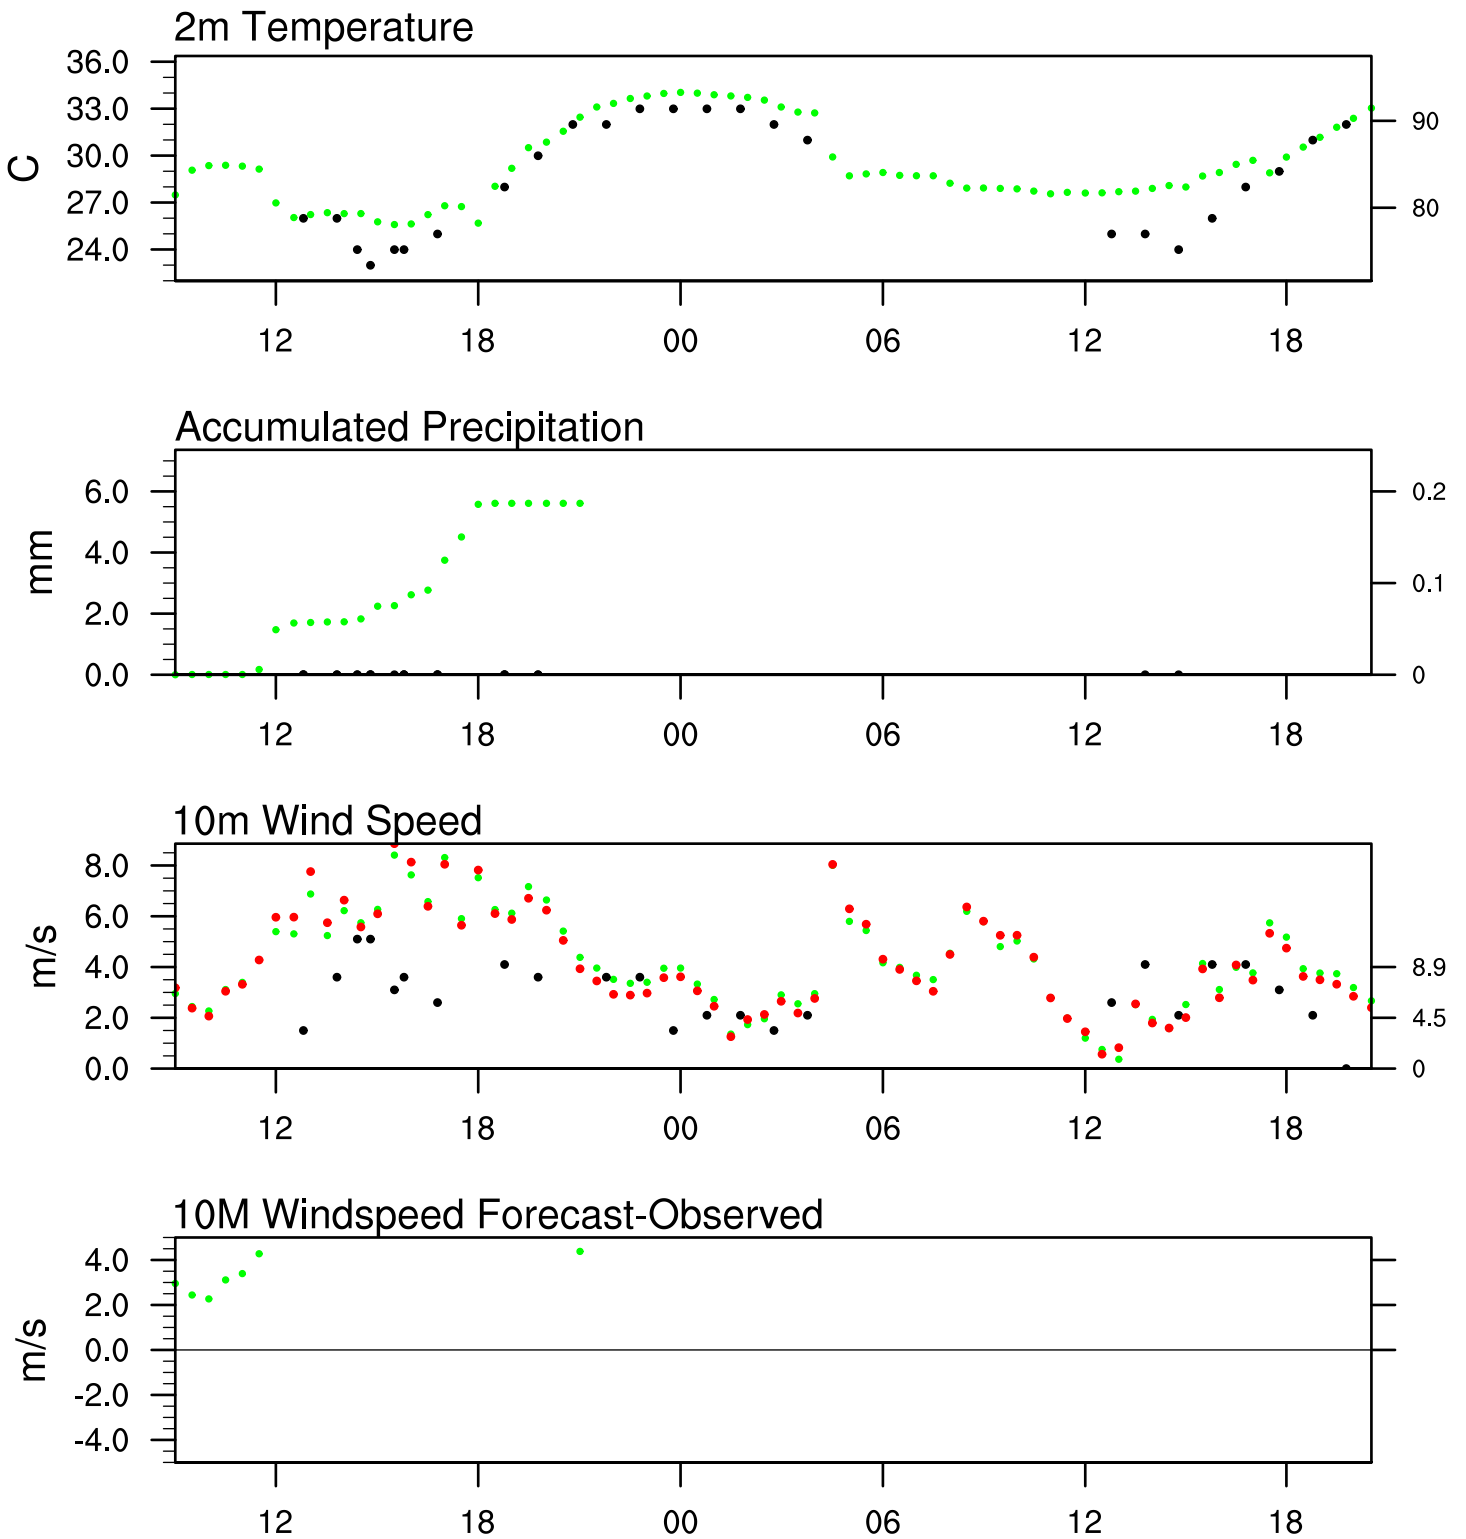 2m Temperature
36.0
33.0
30.0
27.0
24.0
C
90
80
12 18 00 06 12 18
Accumulated Precipitation
6.0
4.0
2.0
0.0
mm
0.2
0.1
0
12 18 00 06 12 18
10m Wind Speed
8.0
6.0
4.0
2.0
0.0
m/s
8.9
4.5
0
12 18 00 06 12 18
10M Windspeed Forecast-Observed
4.0
2.0
0.0
-2.0
-4.0
m/s
12 18 00 06 12 18